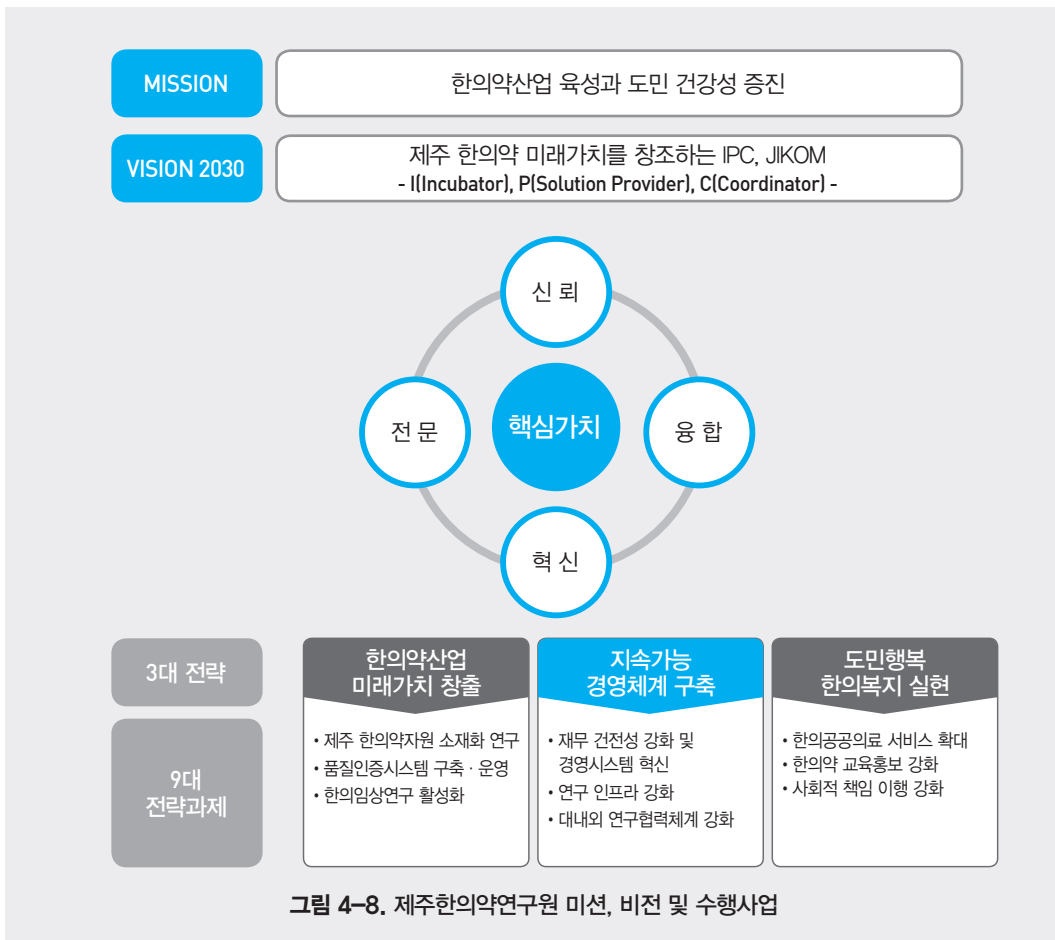 MISSION
한의약산업 육성과 도민 건강성 증진
VISION 2030
제주 한의약 미래가치를 창조하는 IPC, JIKOM
- I(Incubator), P(Solution Provider), C(Coordinator) -
신 뢰
전 문
핵심가치
융 합
혁 신
3대 전략
한의약산업
미래가치 창출
지속가능
경영체계 구축
도민행복
한의복지 실현
9대
전략과제
• 제주 한의약자원 소재화 연구
• 품질인증시스템 구축 · 운영
• 한의임상연구 활성화
• 재무 건전성 강화 및
경영시스템 혁신
• 연구 인프라 강화
• 대내외 연구협력체계 강화
• 한의공공의료 서비스 확대
• 한의약 교육홍보 강화
• 사회적 책임 이행 강화
그림 4-8. 제주한의약연구원 미션, 비전 및 수행사업